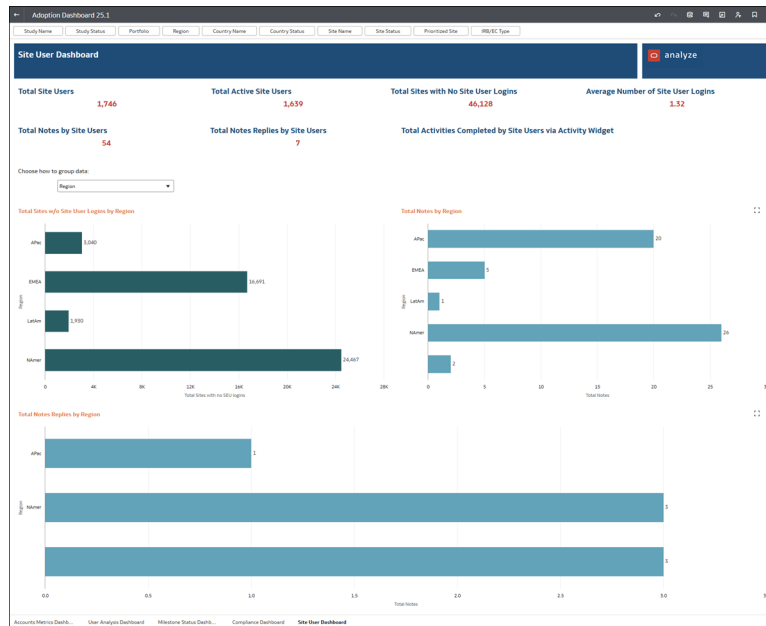 Adoption Dashboard 25.1
Study Name Study Status Portfolio Region Country Name Country Status Site Name Site Status Prioritized Site IRB/EC Type
Site User Dashboard
analyze
Total Site Users Total Active Site Users Total Sites with No Site User Logins Average Number of Site User Logins
1,746 1,639 46,128 1.32
Total Notes by Site Users Total Notes Replies by Site Users Total Activities Completed by Site Users via Activity Widget
54 7
Choose how to group data:
Region
Total Sites w/o Site User Logins by Region Total Notes by Region
APac 3,040 APac 20
EMEA 16,691 EMEA 5
Region Region
LatAm 1,930 LatAm 1
NAmer 24,467 NAmer 26
2
0 4K 8K 12K 16K 20K 24K 28K 0 5 10 15 20 25
Total Sites with no SEU logins Total Notes
Total Notes Replies by Region
APac 1
Region
NAmer 3
3
0.0 0.5 1.0 1.5 2.0 2.5 3.0
Total Notes
Accounts Metrics Dashb... User Analysis Dashboard Milestone Status Dashb... Compliance Dashboard Site User Dashboard